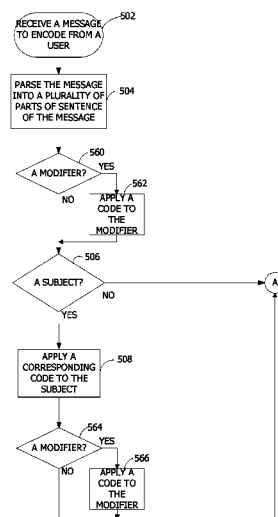 RECEIVE A MESSAGE
TO ENCODE FROM A
USER
502
PARSE THE MESSAGE
INTO A PLURALITY OF
PARTS OF SENTENCE
OF THE MESSAGE
504
560
A MODIFIER?
YES
NO
562
APPLY A
CODE TO
THE
MODIFIER
506
A SUBJECT?
NO
A
YES
APPLY A
CORRESPONDING
CODE TO THE
SUBJECT
508
564
A MODIFIER?
YES
NO
566
APPLY A
CODE TO
THE
MODIFIER